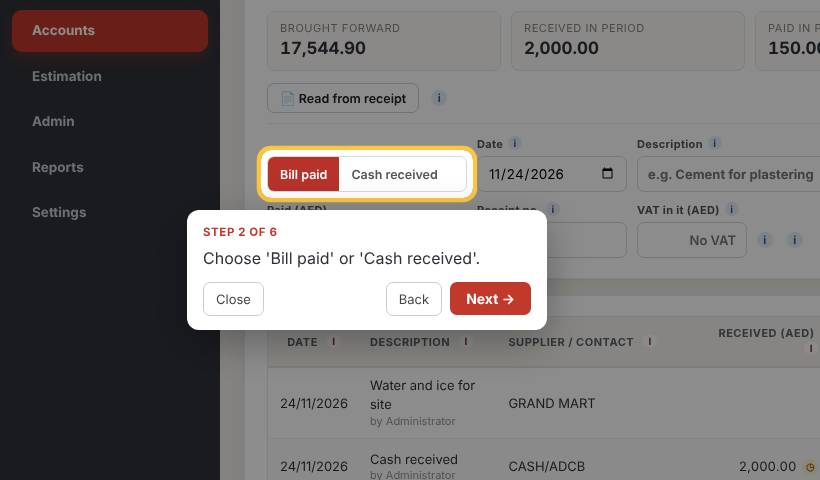 Accounts
Estimation
Admin
Reports
Settings
BROUGHT FORWARD
17,544.90
RECEIVED IN PERIOD
2,000.00
PAID IN P
150.0
Read from receipt i
Bill paid
Cash received
Date i
11/24/2026
Description i
e.g. Cement for plastering
Paid (AED)
Receipt no. i
VAT in it (AED) i
No VAT i i
STEP 2 OF 6
Choose 'Bill paid' or 'Cash received'.
Close
Back
Next →
DATE I
DESCRIPTION I
SUPPLIER / CONTACT I
RECEIVED (AED)
I
24/11/2026
Water and ice for
site
by Administrator
GRAND MART
24/11/2026
Cash received
by Administrator
CASH/ADCB
2,000.00